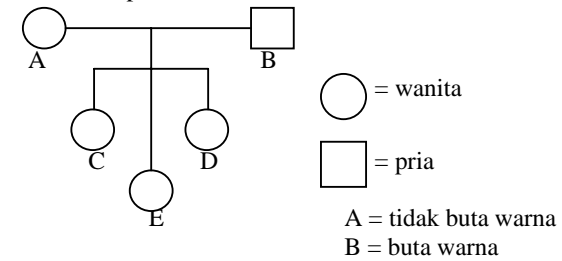 A
B
C
D
E
= wanita
= pria
A = tidak buta warna
B = buta warna